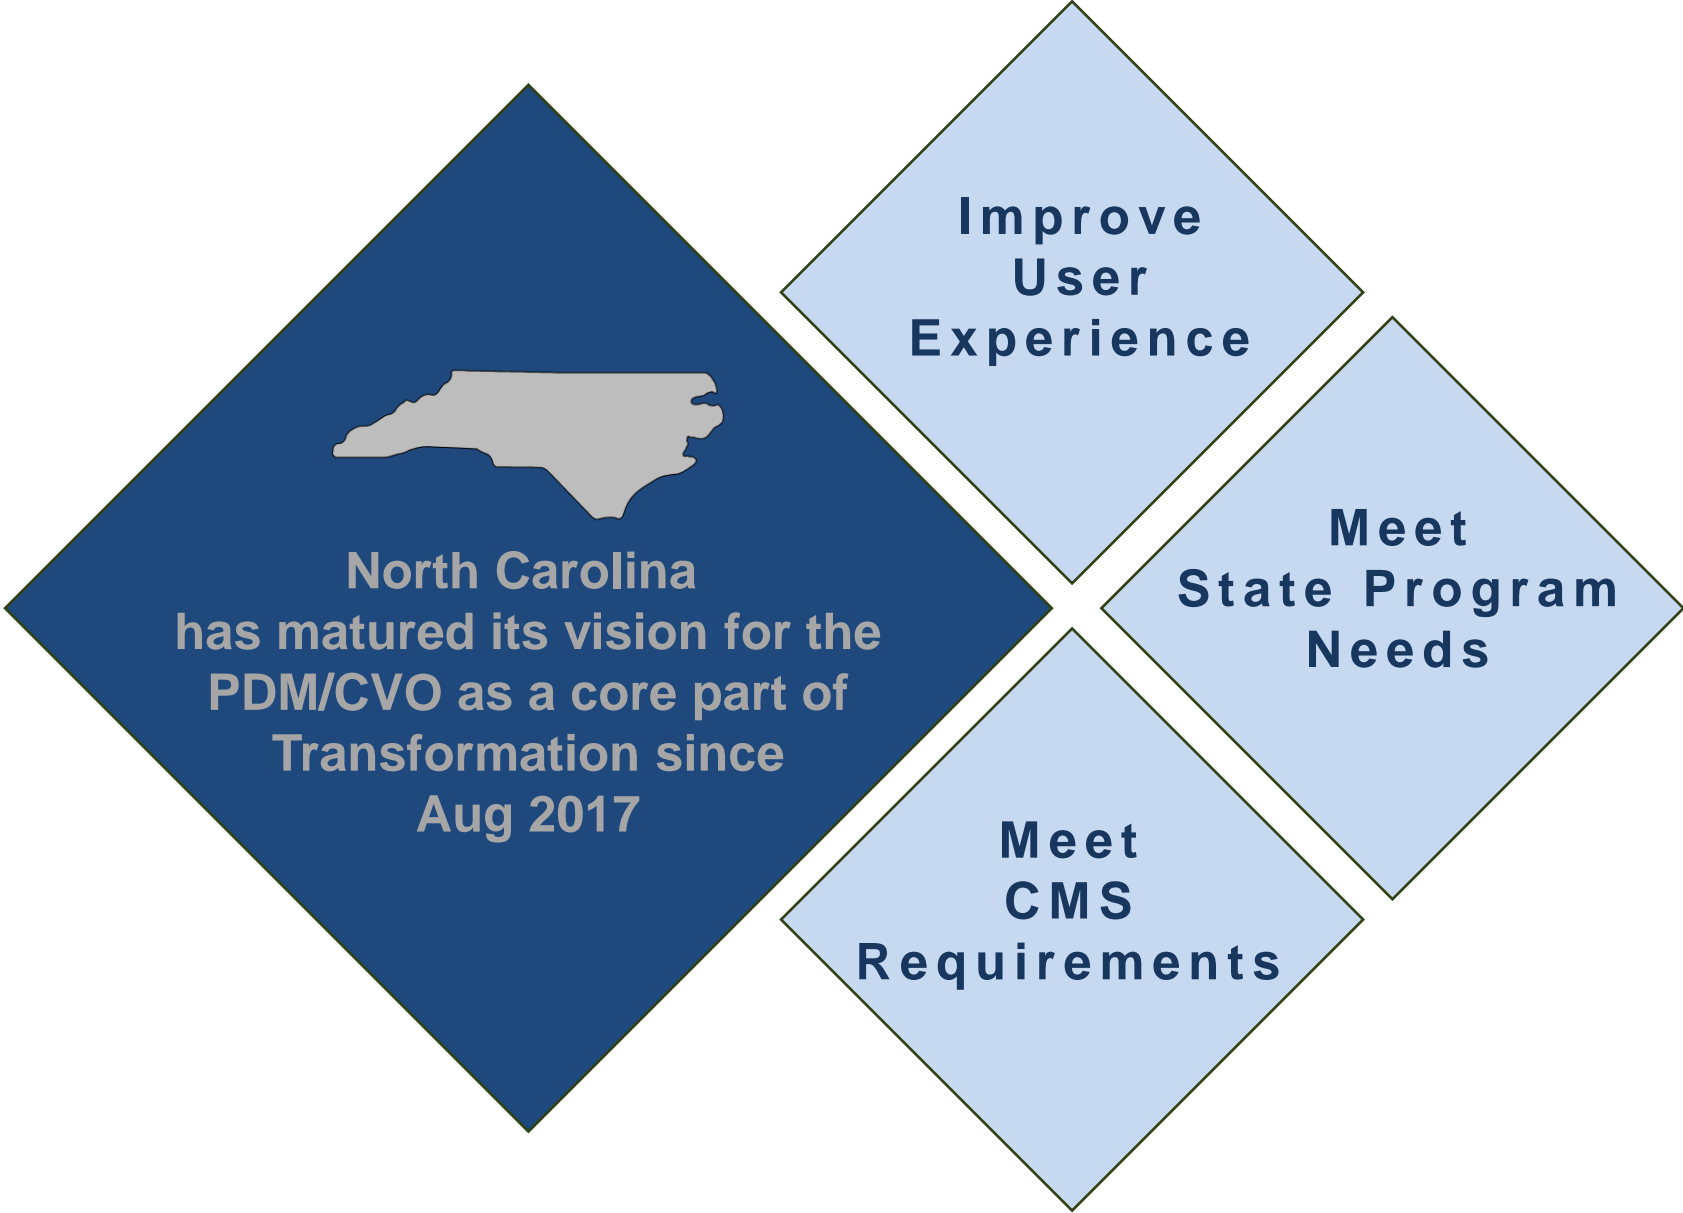 North Carolina
has matured its vision for the
PDM/CVO as a core part of
Transformation since
Aug 2017
Improve
User
Experience
Meet
State Program
Needs
Meet
CMS
Requirements